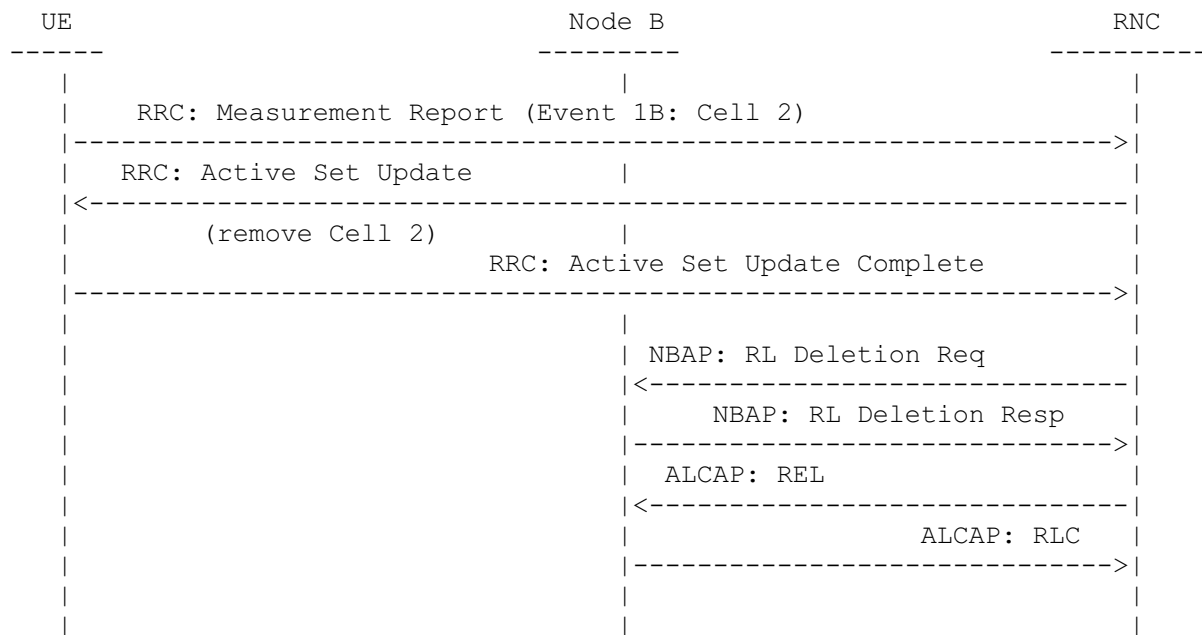 UE Node B RNC
RRC: Measurement Report (Event 1B: Cell 2)
RRC: Active Set Update
(remove Cell 2)
RRC: Active Set Update Complete
NBAP: RL Deletion Req
NBAP: RL Deletion Resp
ALCAP: REL
ALCAP: RLC